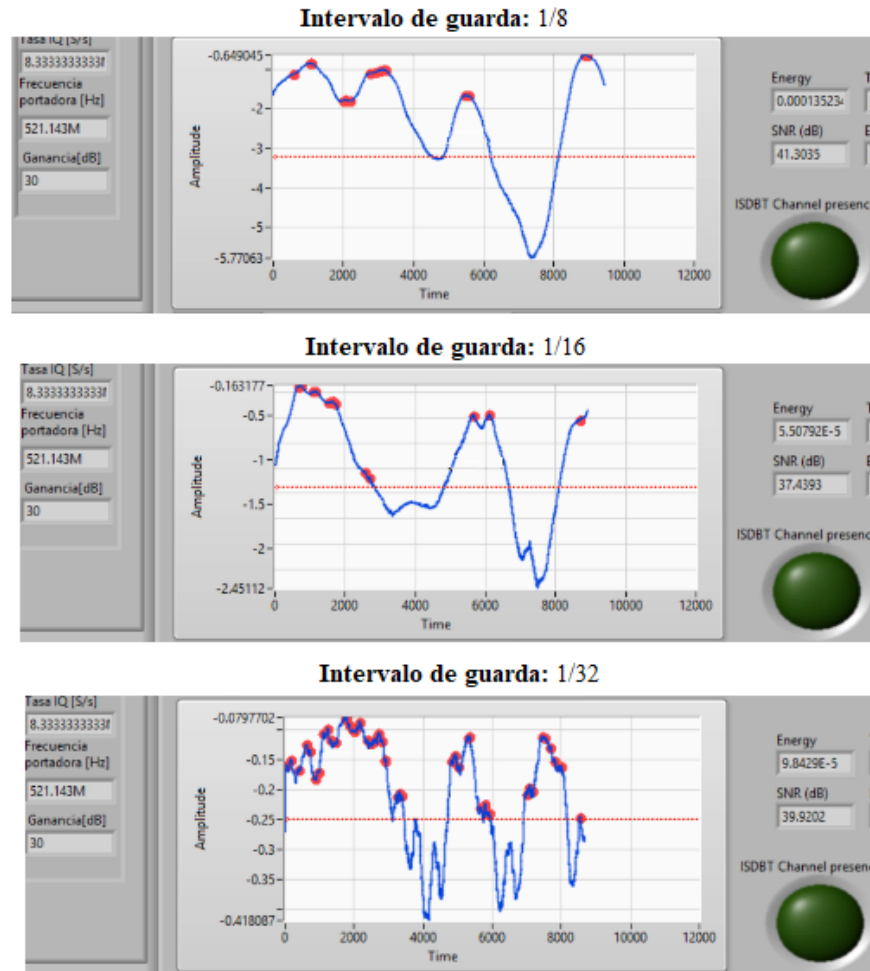 Intervalo de guarda: 1/8
Tasa IQ [S/s]
8.3333333333
Frecuencia
portadora [Hz]
521.143M
Ganancia[dB]
30
Amplitude
-0.649045
-2
-3
-4
-5
-5.77063
0 2000 4000 6000 8000 10000 12000
Time
Energy T
0.00013523
SNR (dB) E
41.3035
ISDBT Channel presenc
Intervalo de guarda: 1/16
Tasa IQ [S/s]
8.3333333333
Frecuencia
portadora [Hz]
521.143M
Ganancia[dB]
30
Amplitude
-0.163177
-0.5
-1
-1.5
-2
-2.45112
0 2000 4000 6000 8000 10000 12000
Time
Energy T
5.50792E-5
SNR (dB) E
37.4393
ISDBT Channel presenc
Intervalo de guarda: 1/32
Tasa IQ [S/s]
8.3333333333
Frecuencia
portadora [Hz]
521.143M
Ganancia[dB]
30
Amplitude
-0.0797702
-0.15
-0.2
-0.25
-0.3
-0.35
-0.418087
0 2000 4000 6000 8000 10000 12000
Time
Energy
9.8429E-5
SNR (dB)
39.9202
ISDBT Channel presen